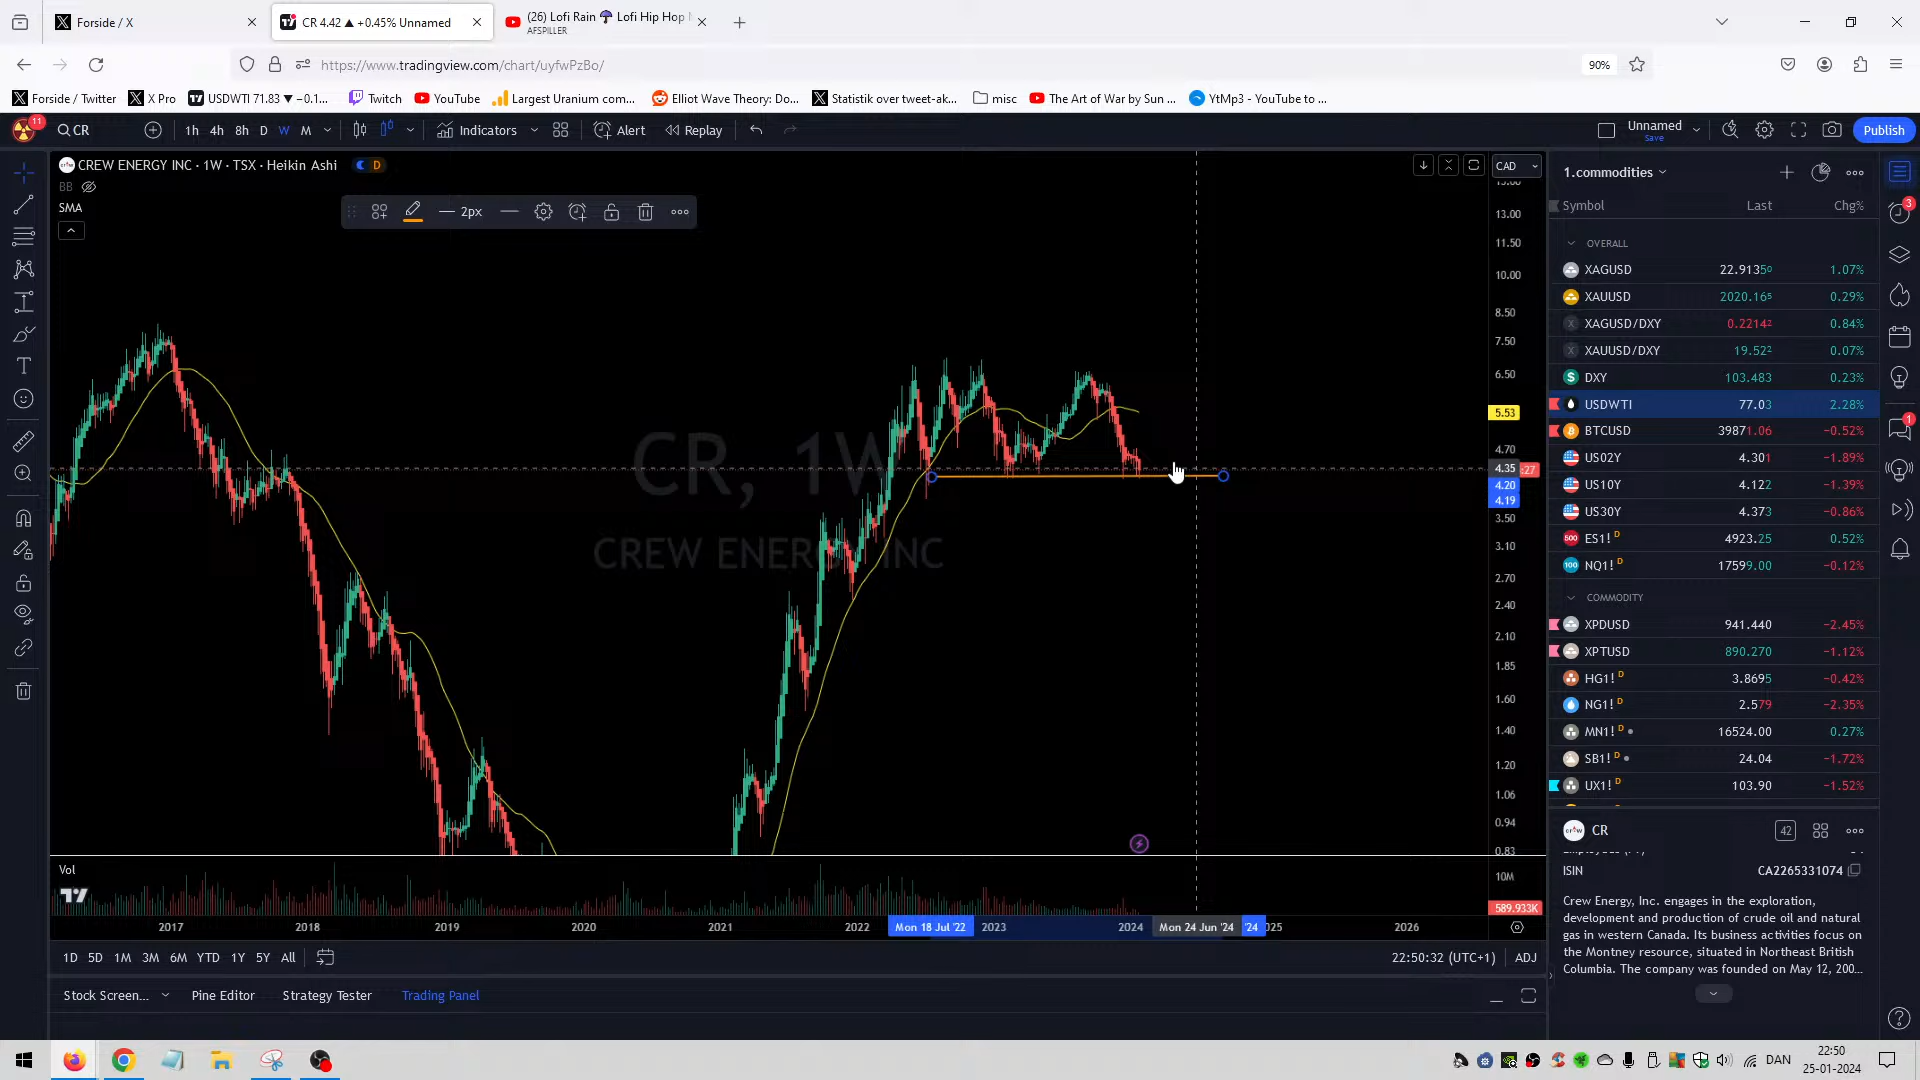 Forside / X
CR 4.42 ▲ +0.45% Unnamed
(26) Lofi Rain ☔ Lofi Hip Hop
AFSPILLER
https://www.tradingview.com/chart/uyfwPzBo/
90%
Forside / Twitter
X Pro
USDWTI 71.83 ▼ −0.1...
Twitch
YouTube
Largest Uranium com...
Elliot Wave Theory: Do...
Statistik over tweet-ak...
misc
The Art of War by Sun ...
YtMp3 - YouTube to ...
11
CR
1h 4h 8h D W M
Indicators
Alert
Replay
Unnamed
Save
Publish
CREW ENERGY INC · 1W · TSX · Heikin Ashi
D
BB
SMA
2px
CAD
13.00
11.50
10.00
8.50
7.50
6.50
5.53
4.70
4.35
:27
4.20
4.19
3.50
3.10
2.70
2.40
2.10
1.85
1.60
1.40
1.20
1.06
0.94
0.83
CR, 1W
CREW ENERGY INC
Vol
10M
589.933K
2017 2018 2019 2020 2021 2022 Mon 18 Jul '22 2023 2024 Mon 24 Jun '24 '24 2025 2026
1D 5D 1M 3M 6M YTD 1Y 5Y All
22:50:32 (UTC+1) ADJ
Stock Screen... Pine Editor Strategy Tester Trading Panel
1.commodities
Symbol Last Chg%
OVERALL
XAGUSD 22.9135⁰ 1.07%
XAUUSD 2020.16⁵ 0.29%
XAGUSD/DXY 0.2214² 0.84%
XAUUSD/DXY 19.52² 0.07%
DXY 103.483 0.23%
USDWTI 77.03 2.28%
BTCUSD 39871.06 −0.52%
US02Y 4.301 −1.89%
US10Y 4.122 −1.39%
US30Y 4.373 −0.86%
ES1! D 4923.25 0.52%
NQ1! D 17599.00 −0.12%
COMMODITY
XPDUSD 941.440 −2.45%
XPTUSD 890.270 −1.12%
HG1! D 3.8695 −0.42%
NG1! D 2.579 −2.35%
MN1! D 16524.00 0.27%
SB1! D 24.04 −1.72%
UX1! D 103.90 −1.52%
CR
42
ISIN CA2265331074
Crew Energy, Inc. engages in the exploration,
development and production of crude oil and natural
gas in western Canada. Its business activities focus on
the Montney resource, situated in Northeast British
Columbia. The company was founded on May 12, 200...
3
1
DAN
22:50
25-01-2024